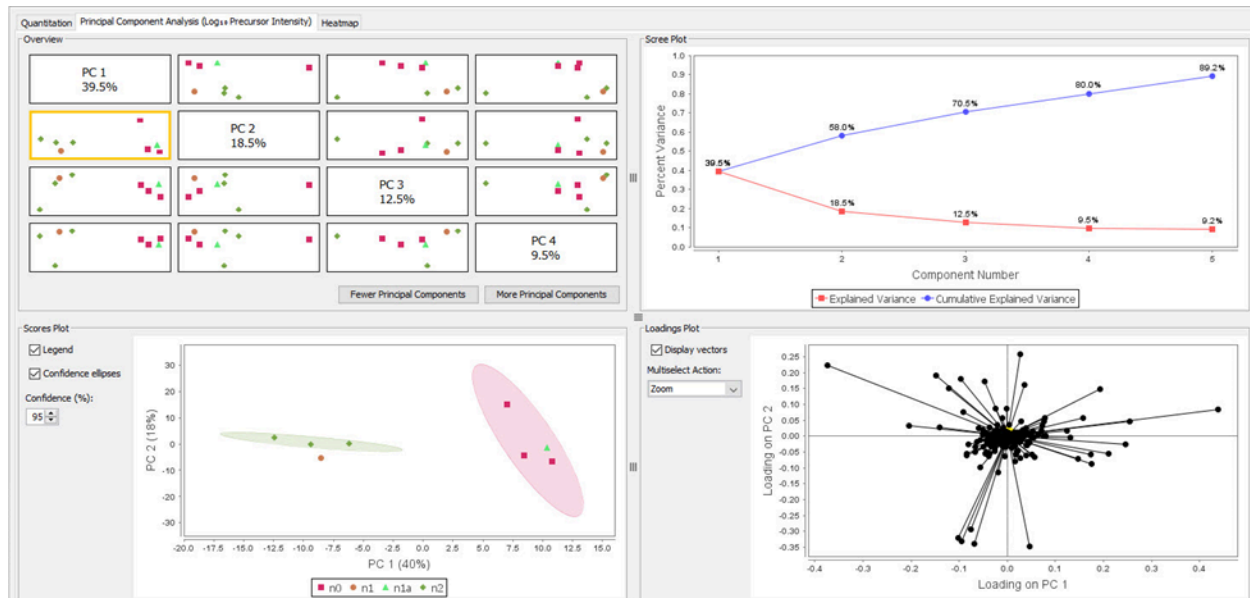 Quantitation Principal Component Analysis (Log₁₀ Precursor Intensity) Heatmap
Overview
PC 1
39.5%
PC 2
18.5%
PC 3
12.5%
PC 4
9.5%
Fewer Principal Components More Principal Components
Scree Plot
1.0
0.9
0.8
0.7
0.6
0.5
0.4
0.3
0.2
0.1
0.0
Percent Variance
39.5%
58.0%
70.5%
80.0%
89.2%
18.5%
12.5%
9.5%
9.2%
1 2 3 4 5
Component Number
Explained Variance Cumulative Explained Variance
Scores Plot
Legend
Confidence ellipses
Confidence (%):
95
30
20
10
0
-10
-20
-30
PC 2 (18%)
-20.0 -17.5 -15.0 -12.5 -10.0 -7.5 -5.0 -2.5 0.0 2.5 5.0 7.5 10.0 12.5 15.0
PC 1 (40%)
n0 n1 n1a n2
Loadings Plot
Display vectors
Multiselect Action:
Zoom
0.25
0.20
0.15
0.10
0.05
0.00
-0.05
-0.10
-0.15
-0.20
-0.25
-0.30
-0.35
Loading on PC 2
-0.4 -0.3 -0.2 -0.1 0.0 0.1 0.2 0.3 0.4
Loading on PC 1